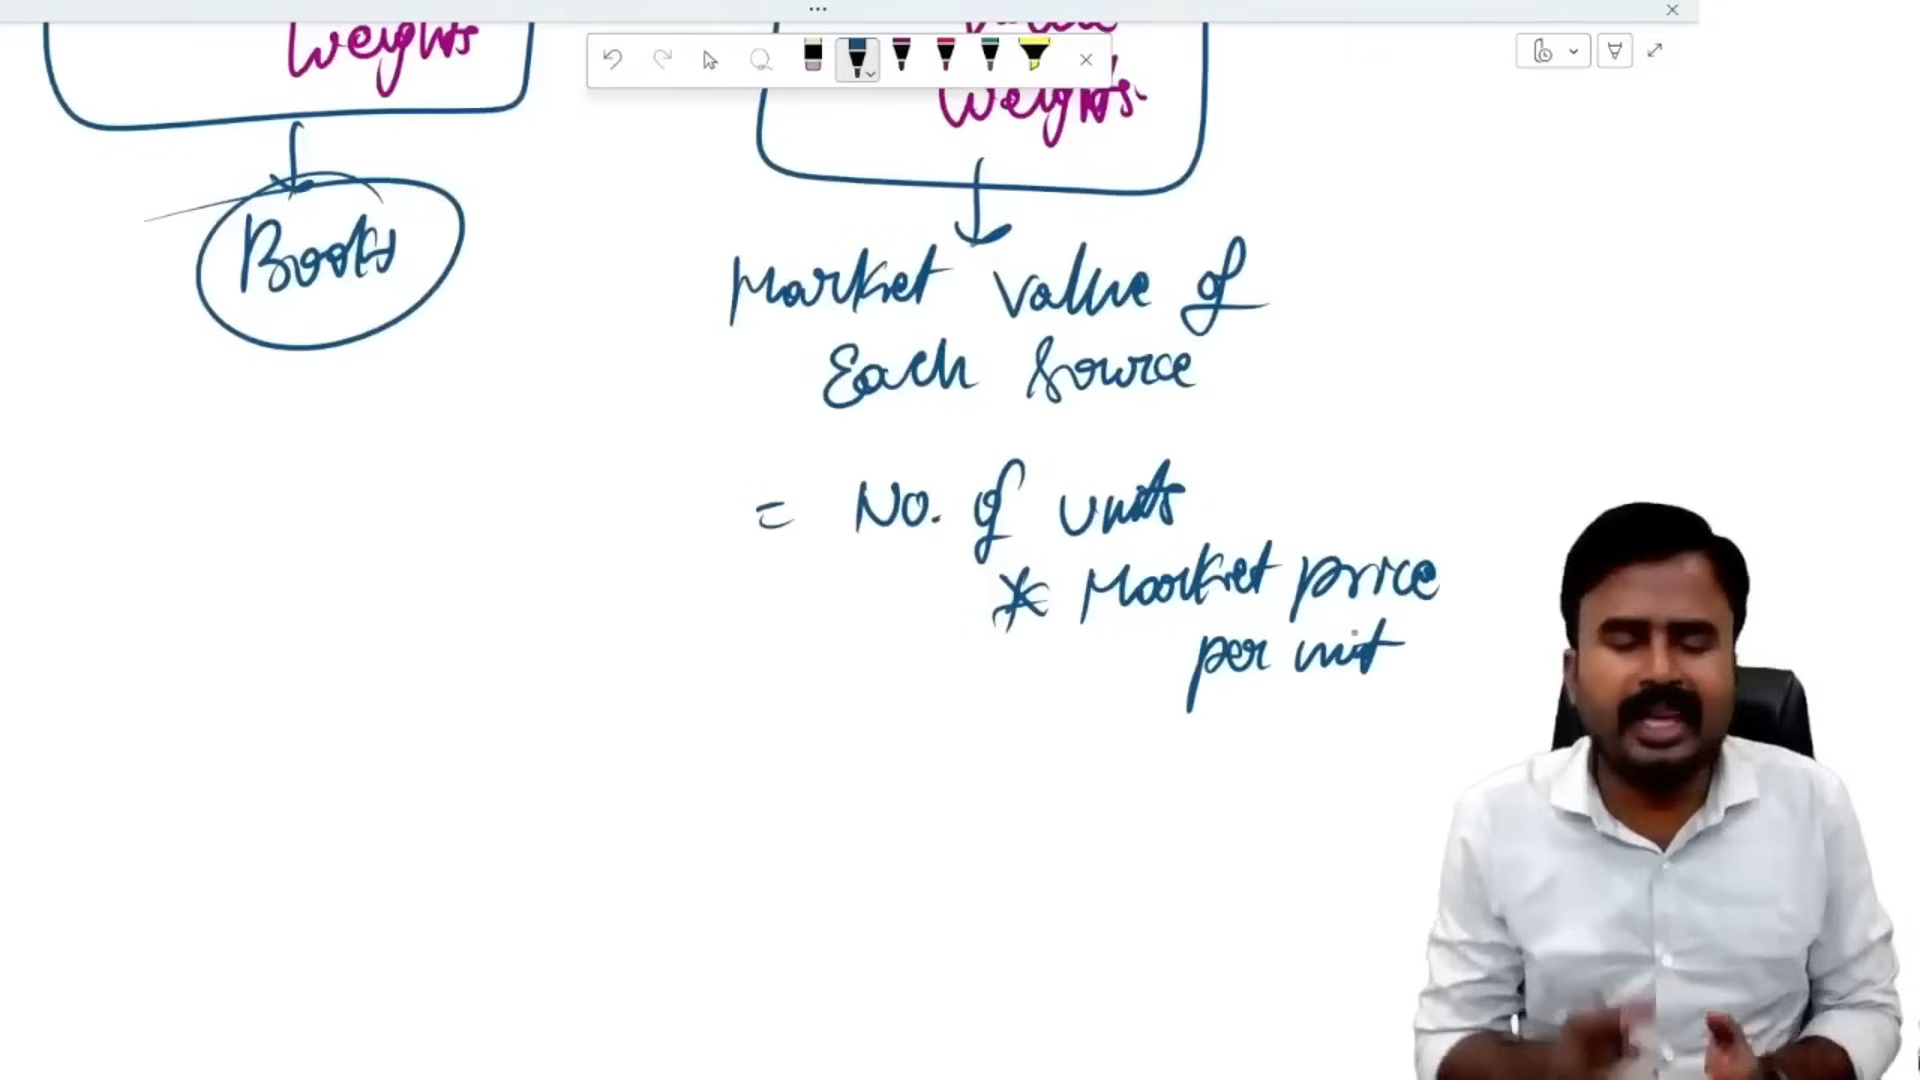 Weights
Weights.
Books
Market Value of
Each Source
= No. of units
* Market price
per unit